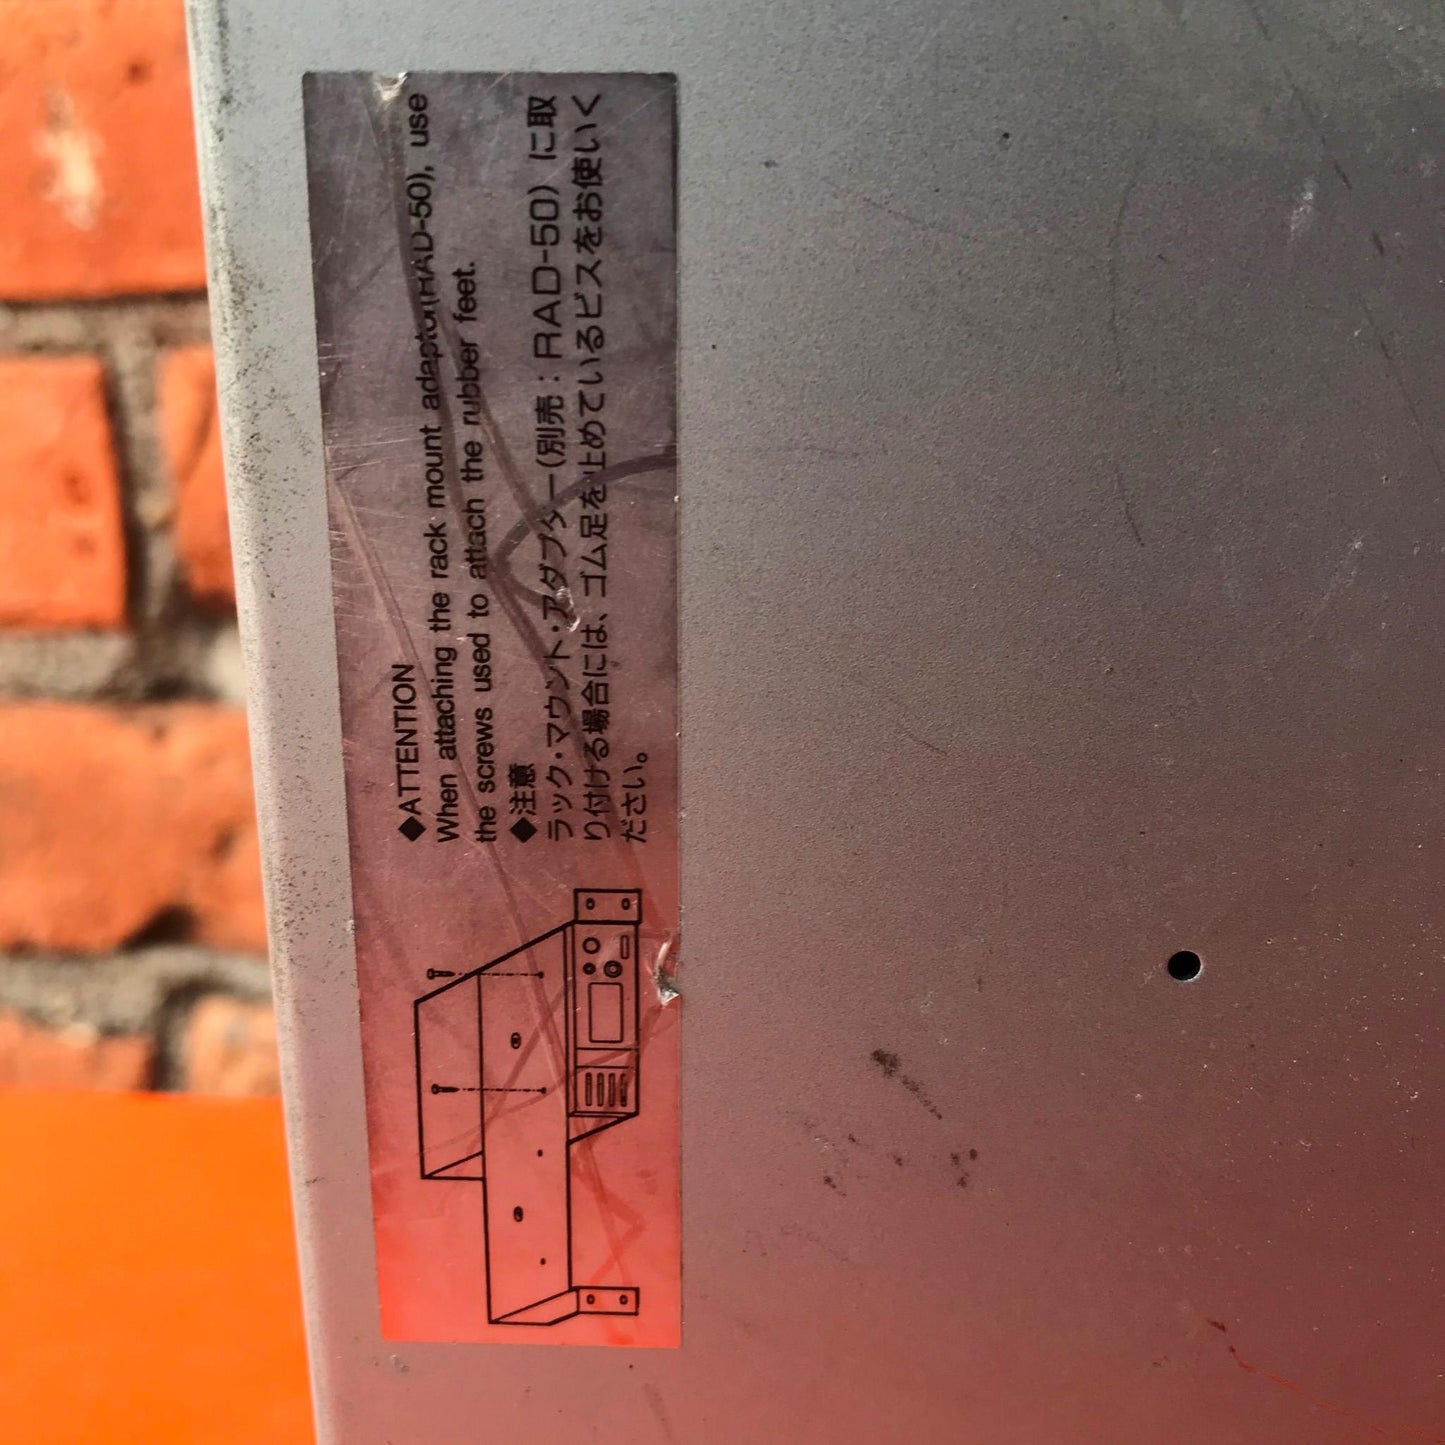 ◆ATTENTION
When attaching the rack mount adaptor(RAD-50), use
the screws used to attach the rubber feet.
◆注意
ラック・マウント・アダプター(別売：RAD-50) に取
り付ける場合には、ゴム足を止めているビスをお使いく
ださい。